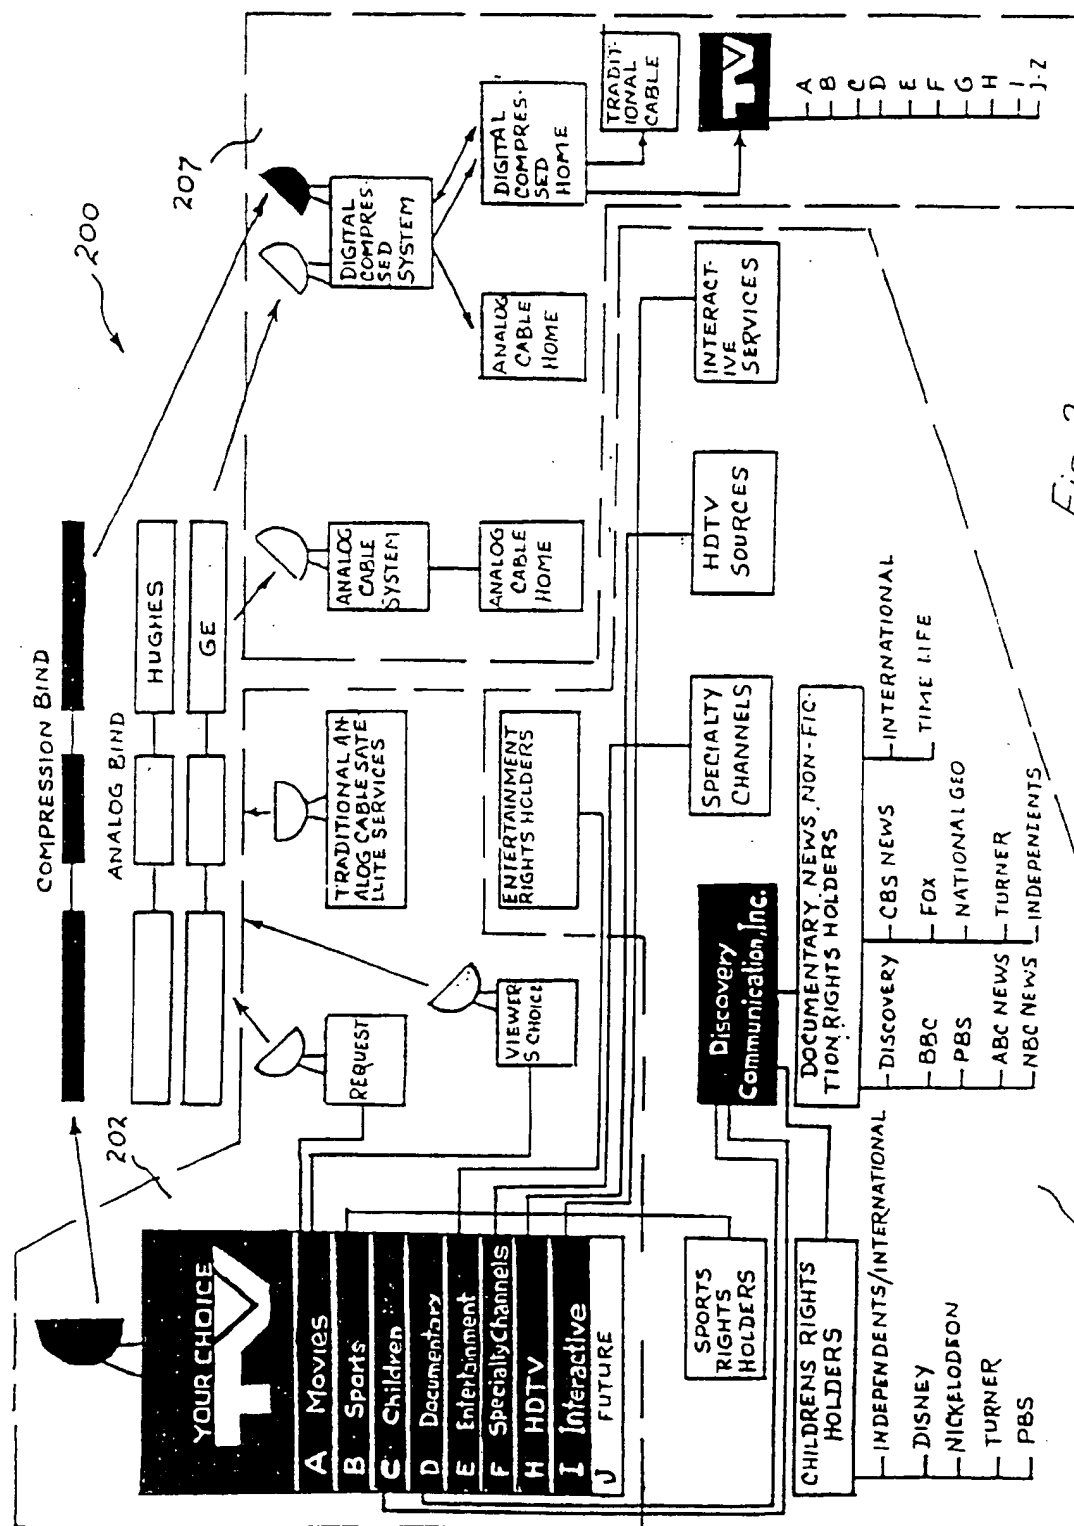 200
207
202
COMPRESSION BIND
ANALOG BIND
HUGHES
GE
YOUR CHOICE
TV
A Movies
B Sports
C Children
D Documentary
E Entertainment
F Specialty Channels
H HDTV
I Interactive
J FUTURE
REQUEST
VIEWER
S CHOICE
TRADITIONAL AN-
ALOG CABLE SATE
LLITE SERVICES
ENTERTAINMENT
RIGHTS HOLDERS
ANALOG
CABLE
SYSTEM
ANALOG
CABLE
HOME
DIGITAL
COMPRES-
SED
SYSTEM
ANALOG
CABLE
HOME
DIGITAL
COMPRES-
SED
HOME
TRADIT-
IONAL
CABLE
TV
A
B
C
D
E
F
G
H
I
J-Z
SPORTS
RIGHTS
HOLDERS
Discovery
Communication, Inc.
SPECIALTY
CHANNELS
HDTV
SOURCES
INTERACT-
IVE
SERVICES
CHILDRENS RIGHTS
HOLDERS
INDEPENDENTS/INTERNATIONAL
DISNEY
NICKELODEON
TURNER
PBS
DOCUMENTARY NEWS, NON-FIC-
TION, RIGHTS HOLDERS
DISCOVERY
BBC
PBS
ABC NEWS
NBC NEWS
CBS NEWS
FOX
NATIONAL GEO
TURNER
INDEPENDENTS
INTERNATIONAL
TIME LIFE